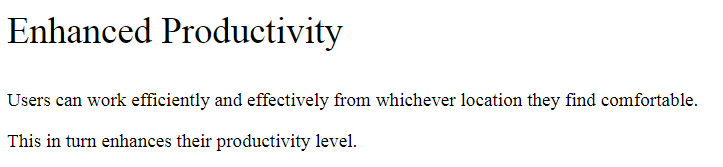 Enhanced Productivity
Users can work efficiently and effectively from whichever location they find comfortable.
This in turn enhances their productivity level.